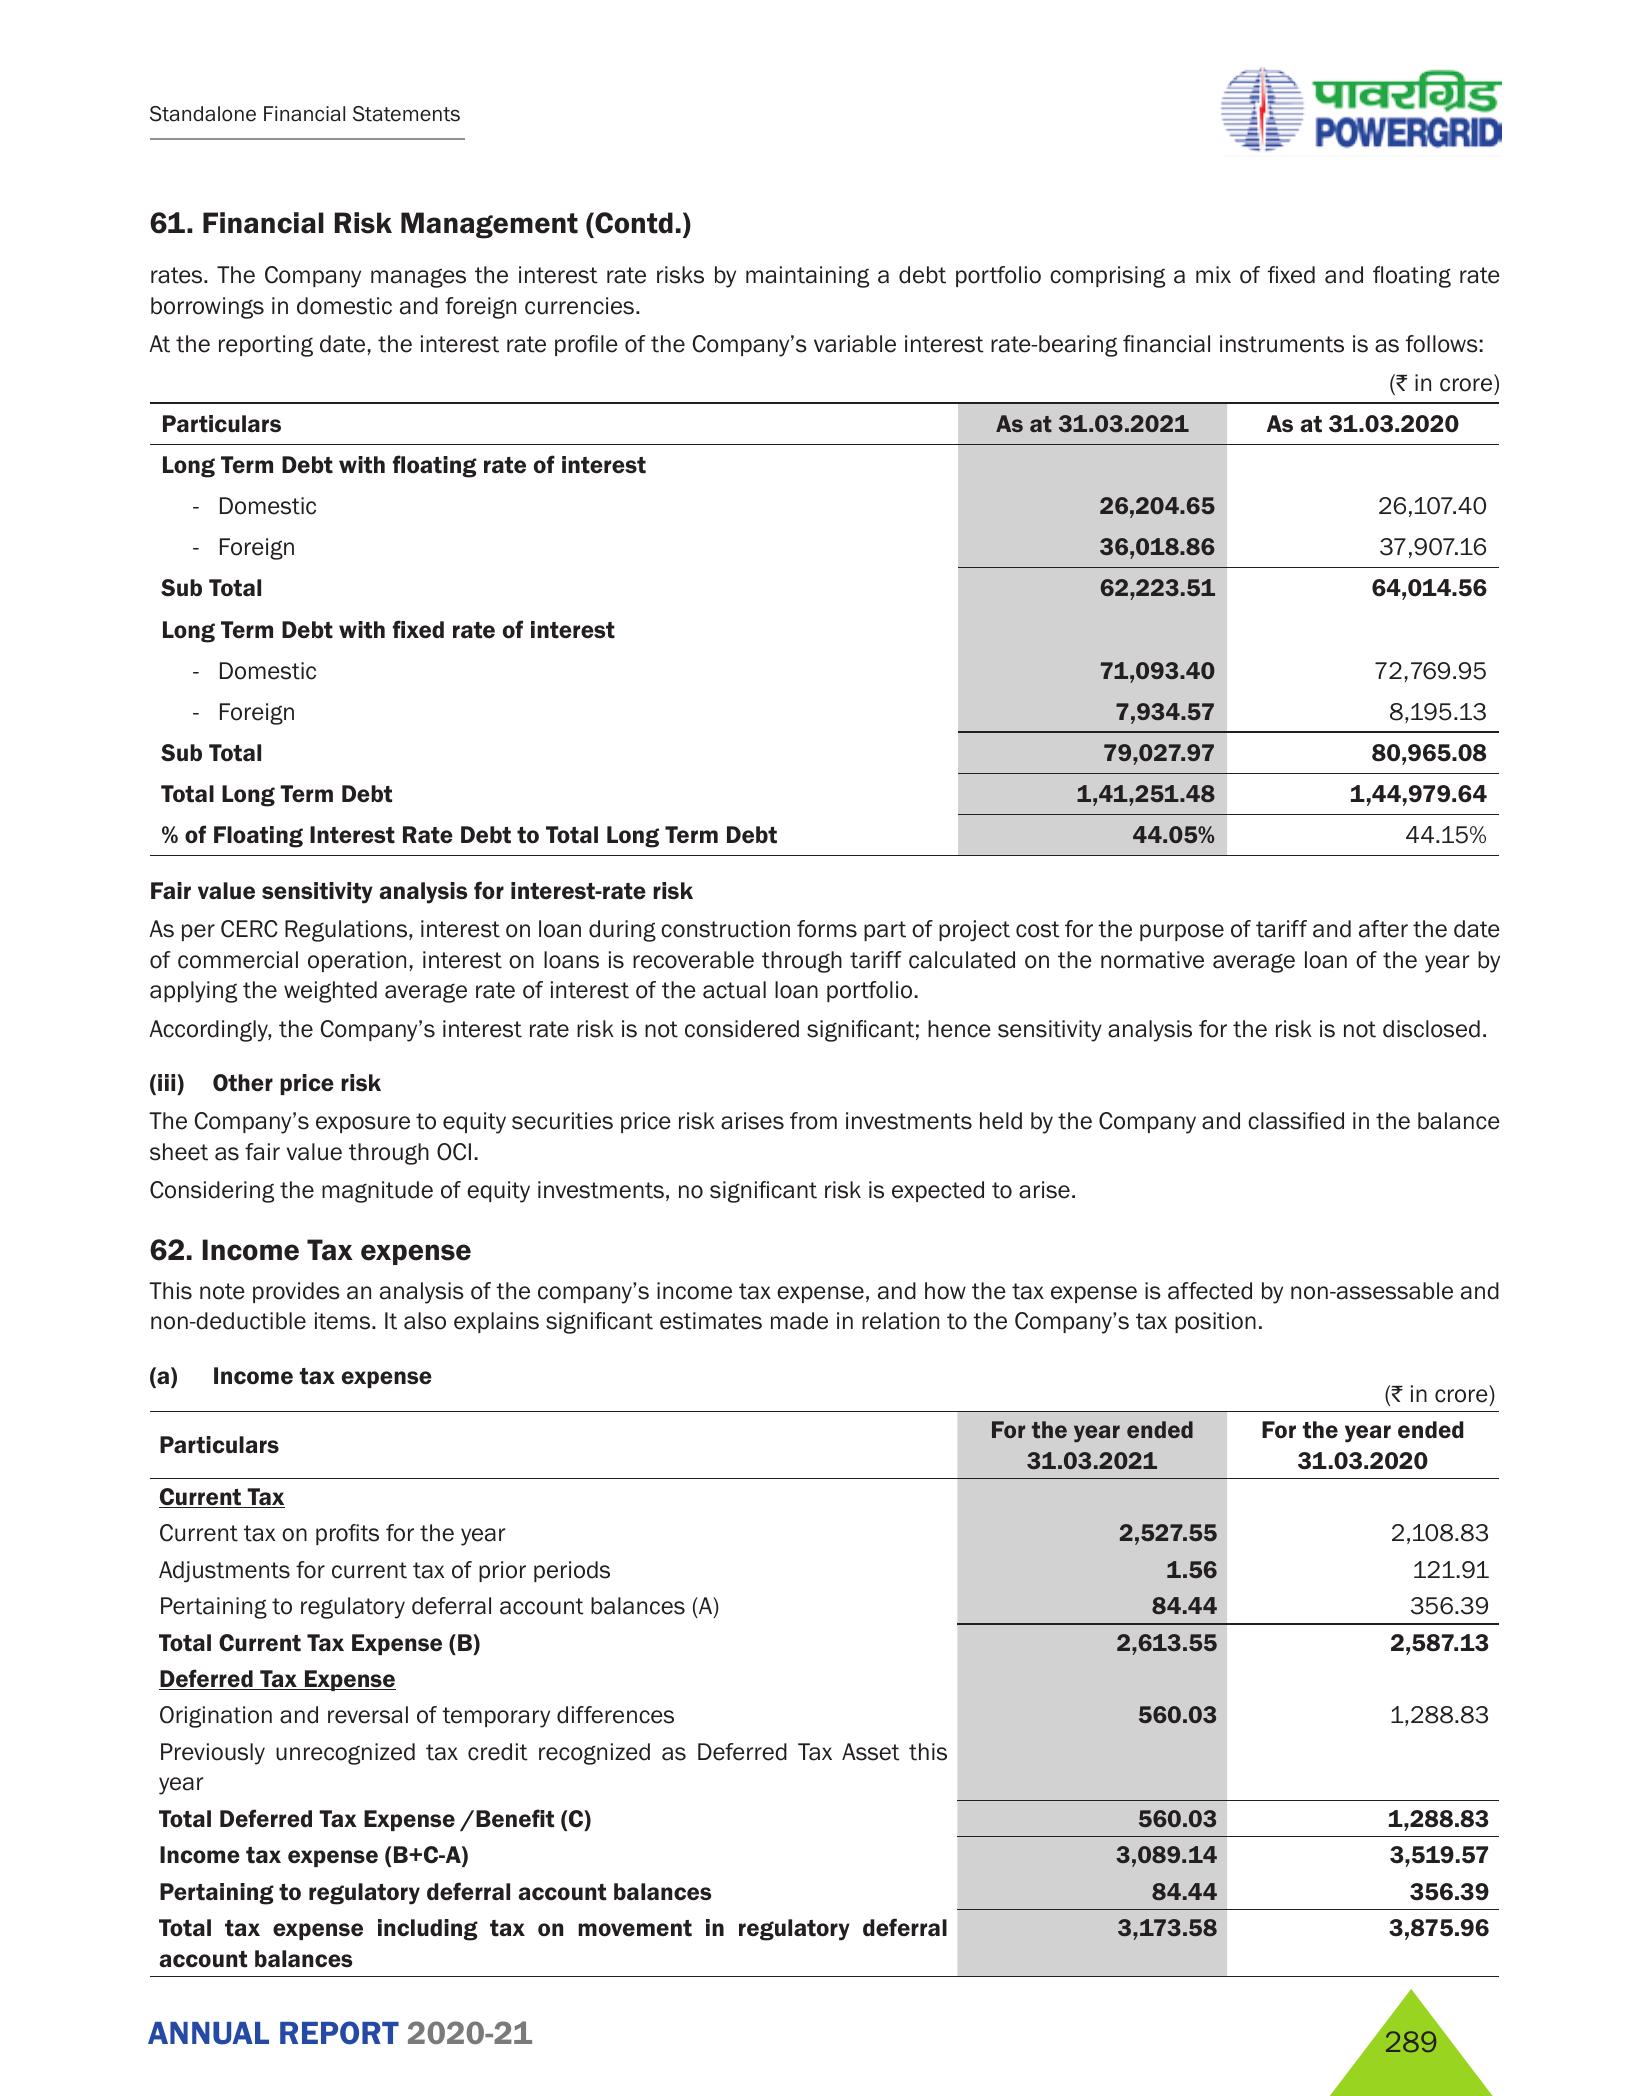 Standalone Financial Statements
पावरग्रिड
POWERGRID
61. Financial Risk Management (Contd.)
rates. The Company manages the interest rate risks by maintaining a debt portfolio comprising a mix of fixed and floating rate
borrowings in domestic and foreign currencies.
At the reporting date, the interest rate profile of the Company’s variable interest rate-bearing financial instruments is as follows:
(₹ in crore)
Particulars As at 31.03.2021 As at 31.03.2020
Long Term Debt with floating rate of interest
- Domestic 26,204.65 26,107.40
- Foreign 36,018.86 37,907.16
Sub Total 62,223.51 64,014.56
Long Term Debt with fixed rate of interest
- Domestic 71,093.40 72,769.95
- Foreign 7,934.57 8,195.13
Sub Total 79,027.97 80,965.08
Total Long Term Debt 1,41,251.48 1,44,979.64
% of Floating Interest Rate Debt to Total Long Term Debt 44.05% 44.15%
Fair value sensitivity analysis for interest-rate risk
As per CERC Regulations, interest on loan during construction forms part of project cost for the purpose of tariff and after the date
of commercial operation, interest on loans is recoverable through tariff calculated on the normative average loan of the year by
applying the weighted average rate of interest of the actual loan portfolio.
Accordingly, the Company’s interest rate risk is not considered significant; hence sensitivity analysis for the risk is not disclosed.
(iii) Other price risk
The Company’s exposure to equity securities price risk arises from investments held by the Company and classified in the balance
sheet as fair value through OCI.
Considering the magnitude of equity investments, no significant risk is expected to arise.
62. Income Tax expense
This note provides an analysis of the company’s income tax expense, and how the tax expense is affected by non-assessable and
non-deductible items. It also explains significant estimates made in relation to the Company’s tax position.
(a) Income tax expense
(₹ in crore)
Particulars For the year ended 31.03.2021 For the year ended 31.03.2020
Current Tax
Current tax on profits for the year 2,527.55 2,108.83
Adjustments for current tax of prior periods 1.56 121.91
Pertaining to regulatory deferral account balances (A) 84.44 356.39
Total Current Tax Expense (B) 2,613.55 2,587.13
Deferred Tax Expense
Origination and reversal of temporary differences 560.03 1,288.83
Previously unrecognized tax credit recognized as Deferred Tax Asset this
year
Total Deferred Tax Expense /Benefit (C) 560.03 1,288.83
Income tax expense (B+C-A) 3,089.14 3,519.57
Pertaining to regulatory deferral account balances 84.44 356.39
Total tax expense including tax on movement in regulatory deferral 3,173.58 3,875.96
account balances
ANNUAL REPORT 2020-21
289